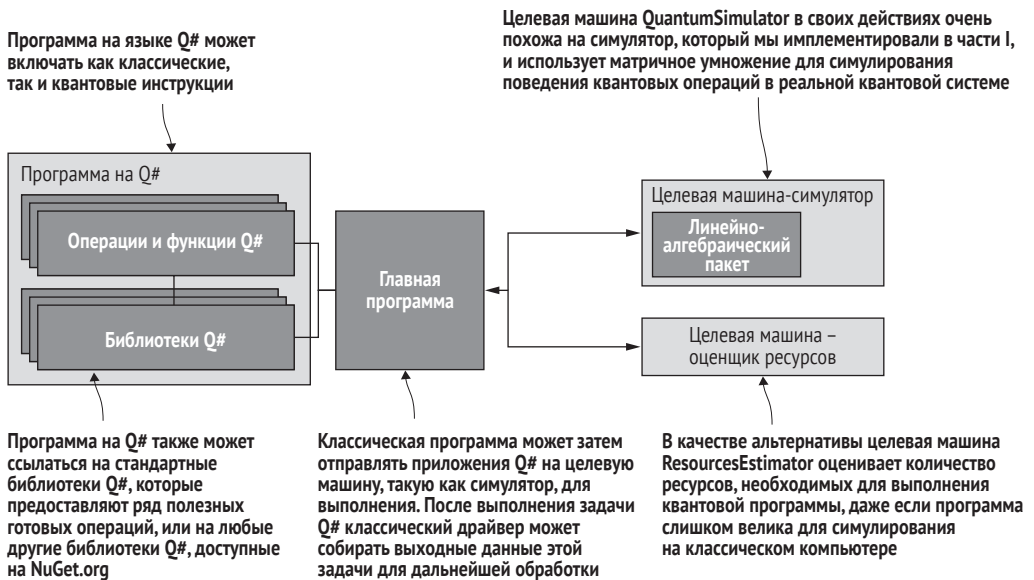 Программа на языке Q# может
включать как классические,
так и квантовые инструкции
Целевая машина QuantumSimulator в своих действиях очень
похожа на симулятор, который мы имплементировали в части I,
и использует матричное умножение для симулирования
поведения квантовых операций в реальной квантовой системе
Программа на Q#
Операции и функции Q#
Библиотеки Q#
Главная
программа
Целевая машина-симулятор
Линейно-
алгебраический
пакет
Целевая машина –
оценщик ресурсов
Программа на Q# также может
ссылаться на стандартные
библиотеки Q#, которые
предоставляют ряд полезных
готовых операций, или на любые
другие библиотеки Q#, доступные
на NuGet.org
Классическая программа может затем
отправлять приложения Q# на целевую
машину, такую как симулятор, для
выполнения. После выполнения задачи
Q# классический драйвер может
собирать выходные данные этой
задачи для дальнейшей обработки
В качестве альтернативы целевая машина
ResourcesEstimator оценивает количество
ресурсов, необходимых для выполнения
квантовой программы, даже если программа
слишком велика для симулирования
на классическом компьютере